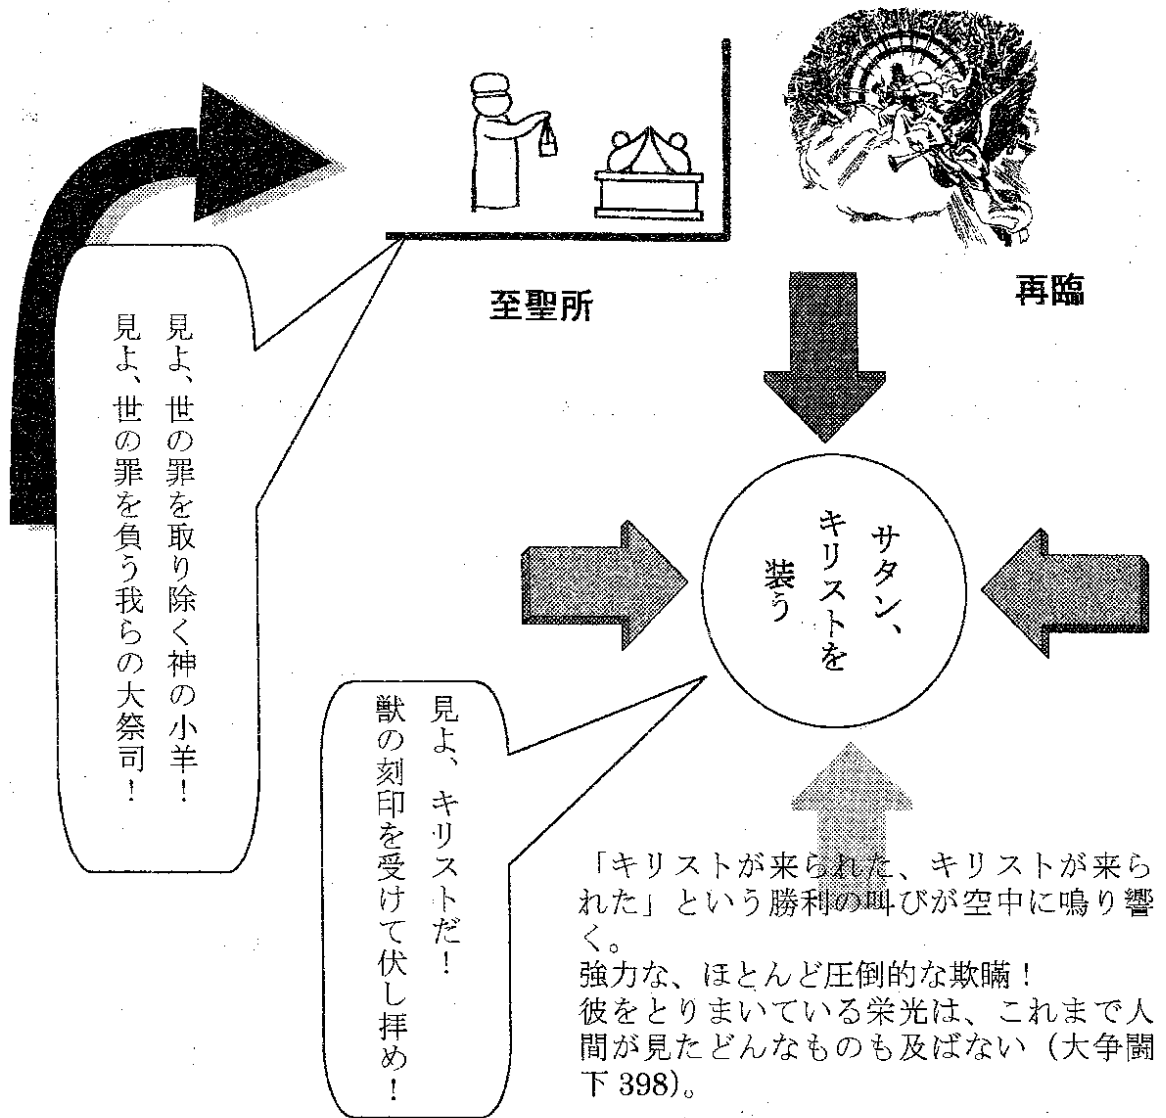 至聖所
再臨
見よ、世の罪を取り除く神の小羊！
見よ、世の罪を負う我らの大祭司！
サタン、
キリストを
装う
見よ、キリストだ！
獣の刻印を受けて伏し拝め！
「キリストが来られた、キリストが来ら
れた」という勝利の叫びが空中に鳴り響
く。
強力な、ほとんど圧倒的な欺瞞！
彼をとりまいている栄光は、これまで人
間が見たどんなものも及ばない（大争闘
下 398）。